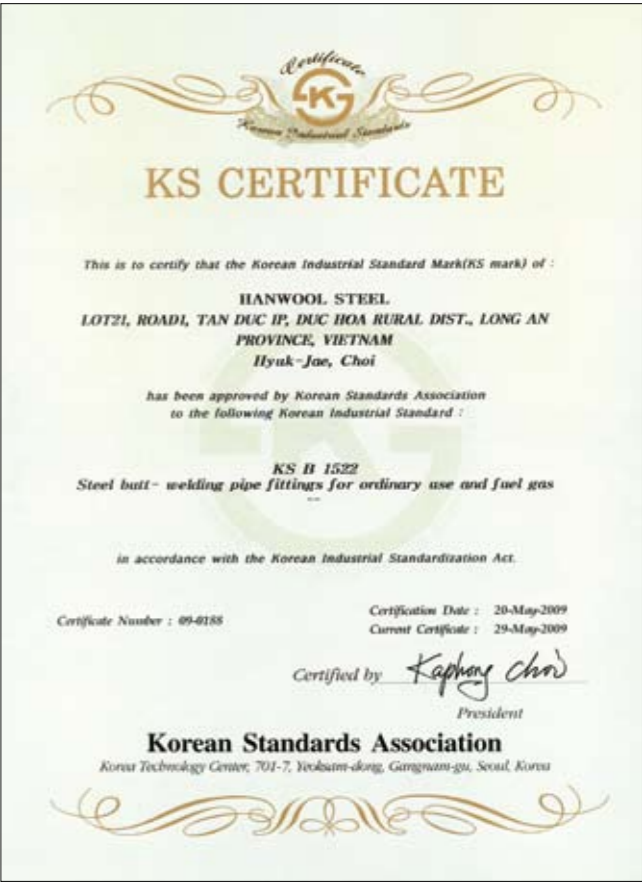 Certificate
K
Korean Industrial Standards
KS CERTIFICATE
This is to certify that the Korean Industrial Standard Mark(KS mark) of :
HANWOOL STEEL
LOT21, ROAD1, TAN DUC IP, DUC HOA RURAL DIST., LONG AN
PROVINCE, VIETNAM
Hyuk-Jae, Choi
has been approved by Korean Standards Association
to the following Korean Industrial Standard :
KS B 1522
Steel butt- welding pipe fittings for ordinary use and fuel gas
--
in accordance with the Korean Industrial Standardization Act.
Certificate Number : 09-0188
Certification Date : 20-May-2009
Current Certificate : 29-May-2009
Certified by Kaphong Choi
President
Korean Standards Association
Korea Technology Center, 701-7, Yeoksam-dong, Gangnam-gu, Seoul, Korea